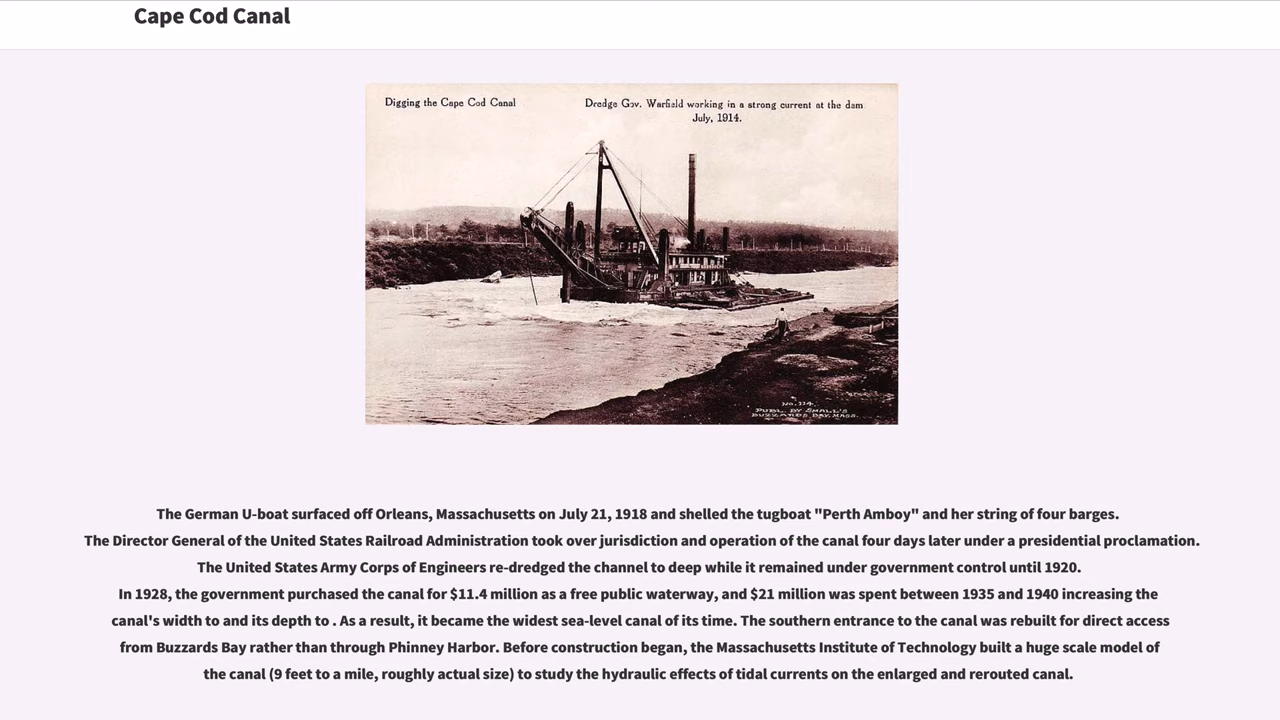 Cape Cod Canal
Digging the Cape Cod Canal
Dredge Gov. Warfield working in a strong current at the dam
July, 1914.
No. 114.
PUBL. BY SMALL'S
BUZZARDS BAY, MASS.
The German U-boat surfaced off Orleans, Massachusetts on July 21, 1918 and shelled the tugboat "Perth Amboy" and her string of four barges.
The Director General of the United States Railroad Administration took over jurisdiction and operation of the canal four days later under a presidential proclamation.
The United States Army Corps of Engineers re-dredged the channel to deep while it remained under government control until 1920.
In 1928, the government purchased the canal for $11.4 million as a free public waterway, and $21 million was spent between 1935 and 1940 increasing the
canal's width to and its depth to . As a result, it became the widest sea-level canal of its time. The southern entrance to the canal was rebuilt for direct access
from Buzzards Bay rather than through Phinney Harbor. Before construction began, the Massachusetts Institute of Technology built a huge scale model of
the canal (9 feet to a mile, roughly actual size) to study the hydraulic effects of tidal currents on the enlarged and rerouted canal.